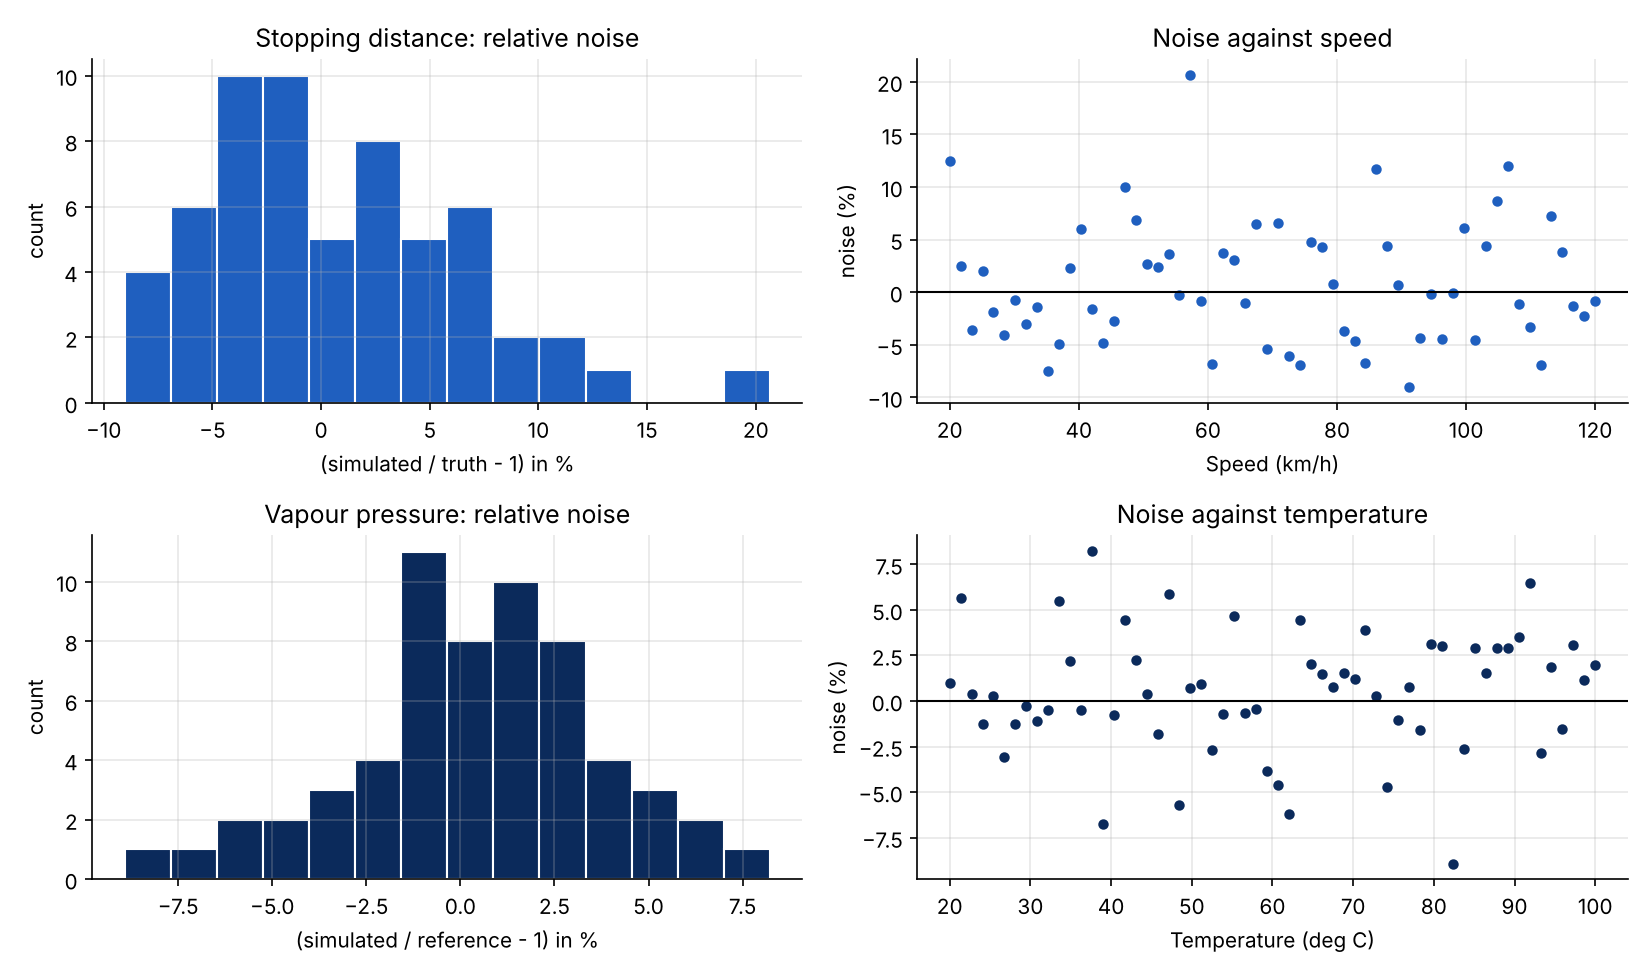 Stopping distance: relative noise
count
10
8
6
4
2
0
−10 −5 0 5 10 15 20
(simulated / truth - 1) in %
Noise against speed
noise (%)
20
15
10
5
0
−5
−10
20 40 60 80 100 120
Speed (km/h)
Vapour pressure: relative noise
count
10
8
6
4
2
0
−7.5 −5.0 −2.5 0.0 2.5 5.0 7.5
(simulated / reference - 1) in %
Noise against temperature
noise (%)
7.5
5.0
2.5
0.0
−2.5
−5.0
−7.5
20 30 40 50 60 70 80 90 100
Temperature (deg C)